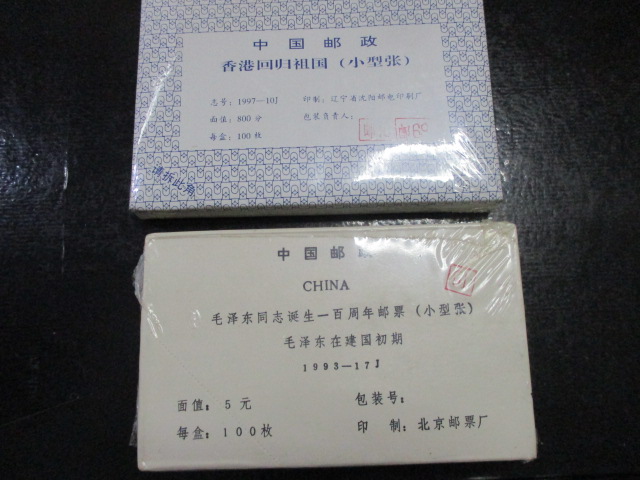 中国邮政
香港回归祖国（小型张）
志号：1997—10J 印制：辽宁省沈阳邮电印刷厂
面值：800分 包装负责人：
每盒：100枚
请拆此角
中国邮政
CHINA
毛泽东同志诞生一百周年邮票（小型张）
毛泽东在建国初期
1993—17J
面值：5元 包装号：
每盒：100枚 印 制：北京邮票厂